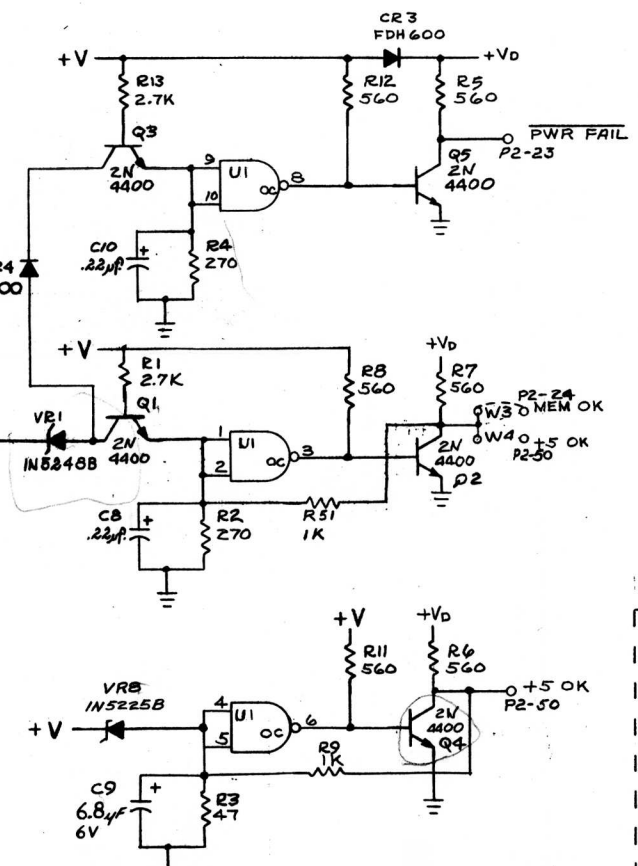 CR3
FDH600
+V
+VD
R13
2.7K
R12
560
R5
560
Q3
2N
4400
9
10
U1
OC
8
Q5
2N
4400
PWR FAIL
P2-23
C10
.22µf.
R4
270
+V
R1
2.7K
Q1
2N
4400
VR1
1N5248B
1
2
U1
OC
3
R8
560
+VD
R7
560
W3
P2-24
MEM OK
W4
+5 OK
P2-50
2N
4400
Q2
C8
.22µf.
R2
270
R51
1K
+V
R11
560
+VD
R6
560
VR8
1N5225B
+V
4
5
U1
OC
6
2N
4400
Q4
+5 OK
P2-50
R9
1K
C9
6.8µF
6V
R3
47